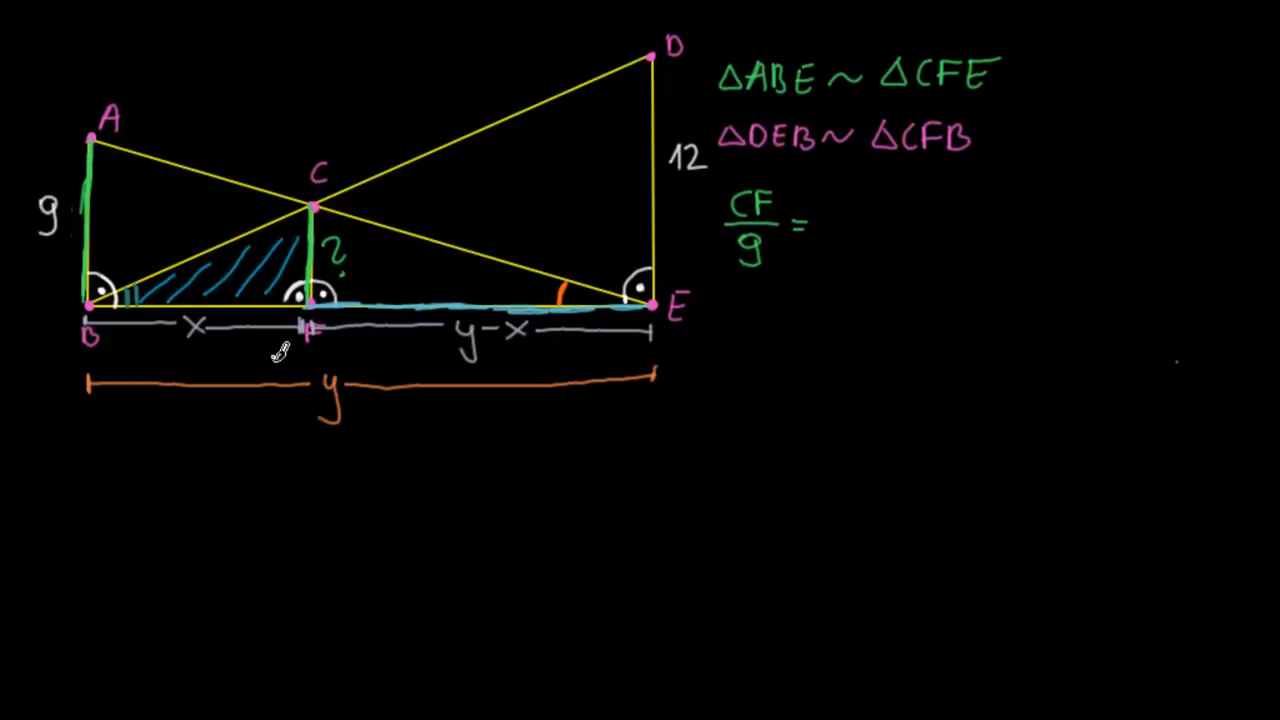 D
A
△ABE ~ △CFE
△DEB ~ △CFB
12
C
9
CF/9 =
?
B
F
E
x
y-x
y